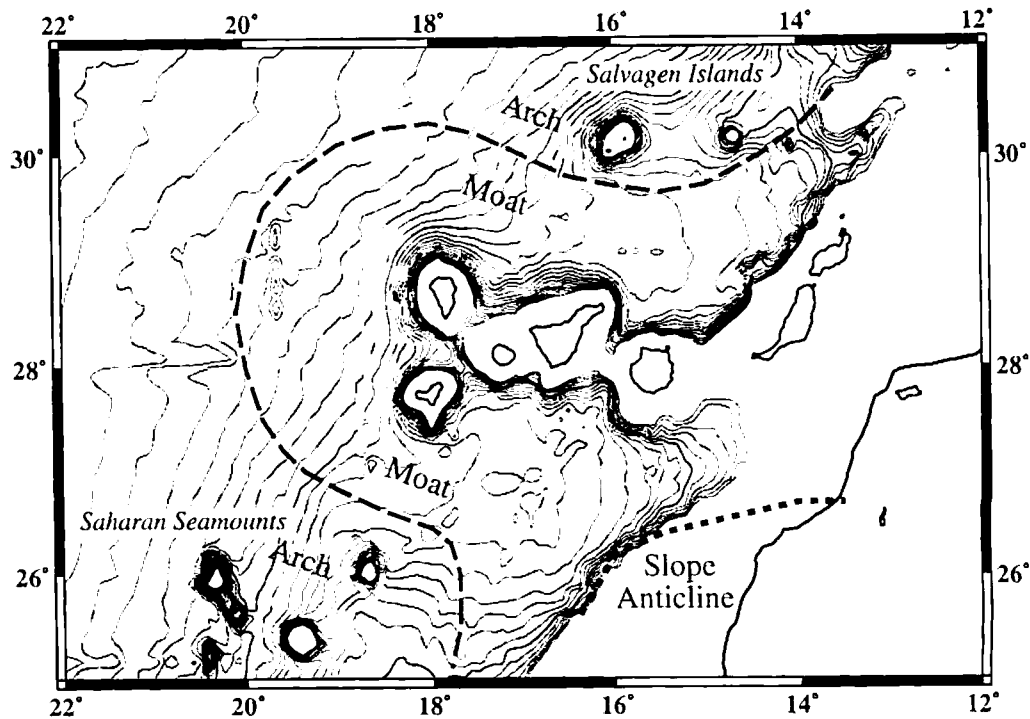 22° 20° 18° 16° 14° 12°
Salvagen Islands
Arch
30° 30°
Moat
28° 28°
Moat
Saharan Seamounts
Arch
26° 26°
Slope
Anticline
22° 20° 18° 16° 14° 12°